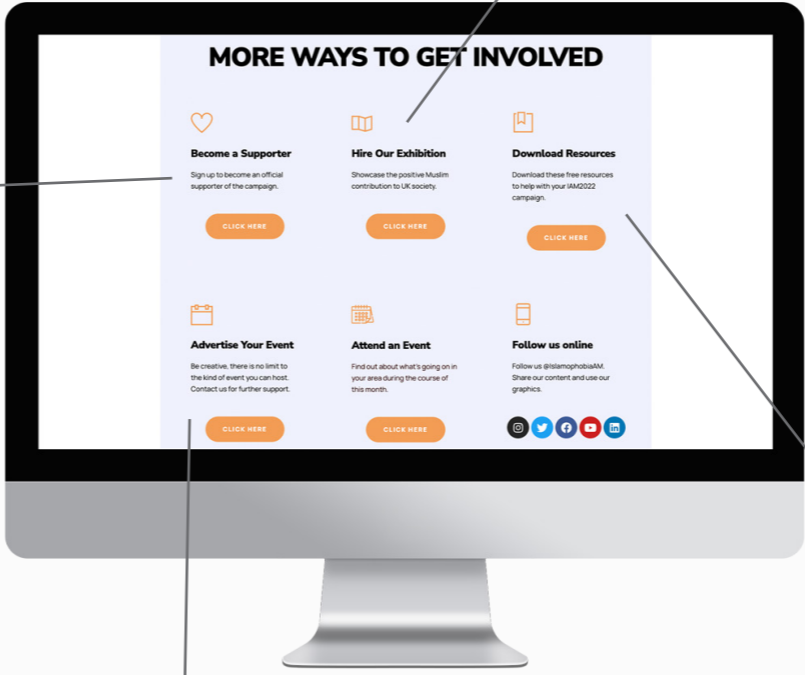 MORE WAYS TO GET INVOLVED
Become a Supporter
Sign up to become an official
supporter of the campaign.
CLICK HERE
Hire Our Exhibition
Showcase the positive Muslim
contribution to UK society.
CLICK HERE
Download Resources
Download these free resources
to help with your IAM2022
campaign.
CLICK HERE
Advertise Your Event
Be creative, there is no limit to
the kind of event you can host.
Contact us for further support.
CLICK HERE
Attend an Event
Find out about what's going on in
your area during the course of
this month.
CLICK HERE
Follow us online
Follow us @IslamophobiaAM.
Share our content and use our
graphics.